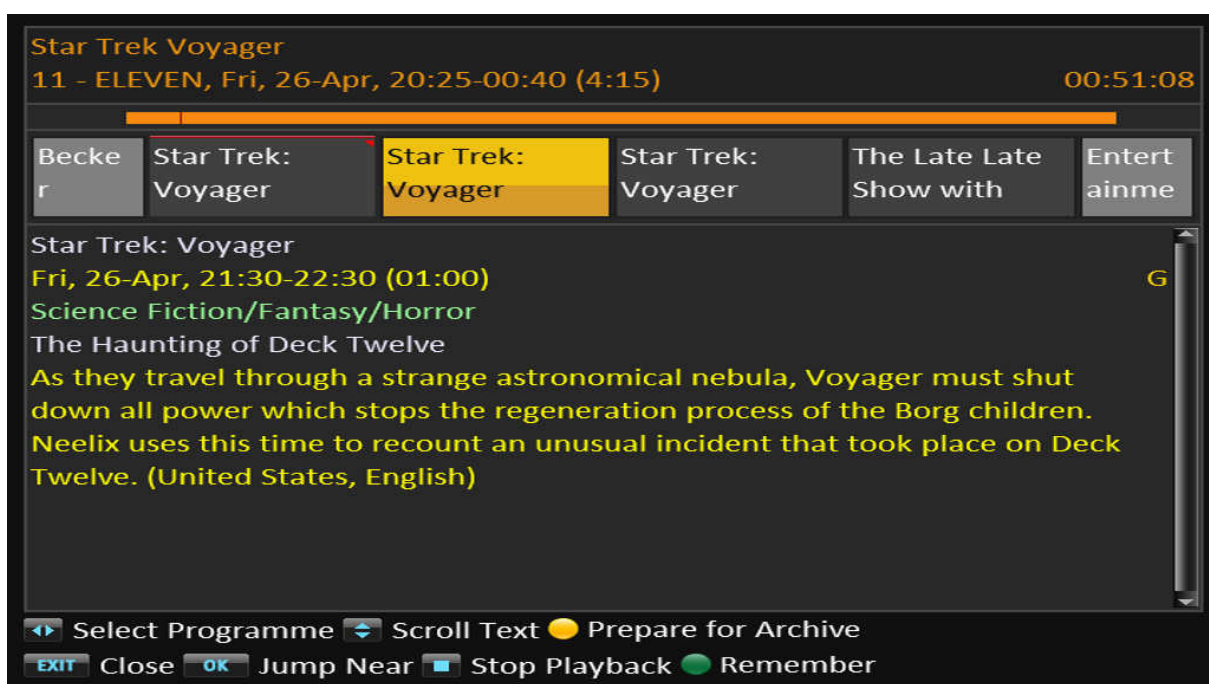 Star Trek Voyager
11 - ELEVEN, Fri, 26-Apr, 20:25-00:40 (4:15) 00:51:08
Becke Star Trek: Star Trek: Star Trek: The Late Late Entert
r Voyager Voyager Voyager Show with ainme
Star Trek: Voyager
Fri, 26-Apr, 21:30-22:30 (01:00) G
Science Fiction/Fantasy/Horror
The Haunting of Deck Twelve
As they travel through a strange astronomical nebula, Voyager must shut
down all power which stops the regeneration process of the Borg children.
Neelix uses this time to recount an unusual incident that took place on Deck
Twelve. (United States, English)
Select Programme Scroll Text Prepare for Archive
EXIT Close OK Jump Near Stop Playback Remember